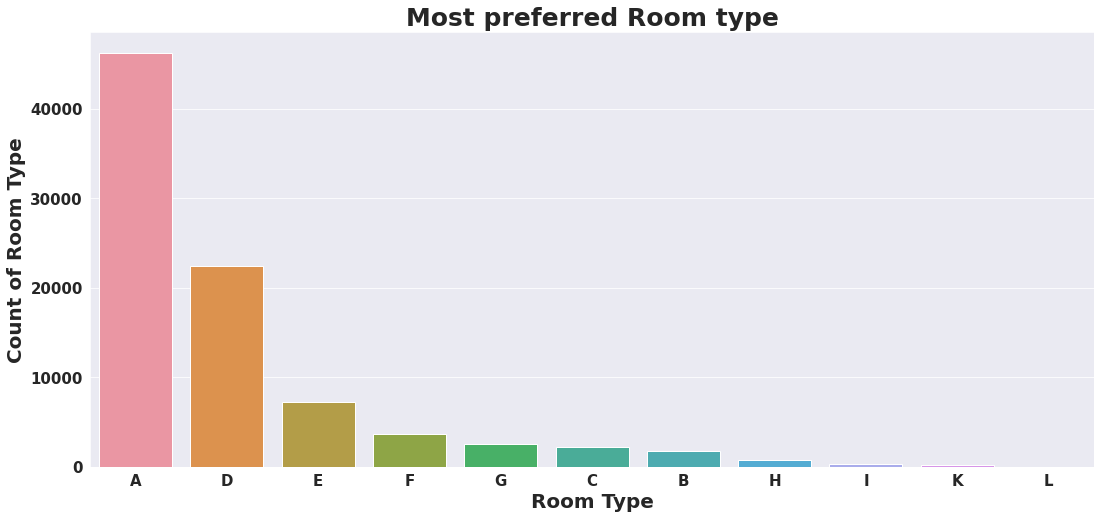 Most preferred Room type
Count of Room Type
40000
30000
20000
10000
0
A D E F G C B H I K L
Room Type